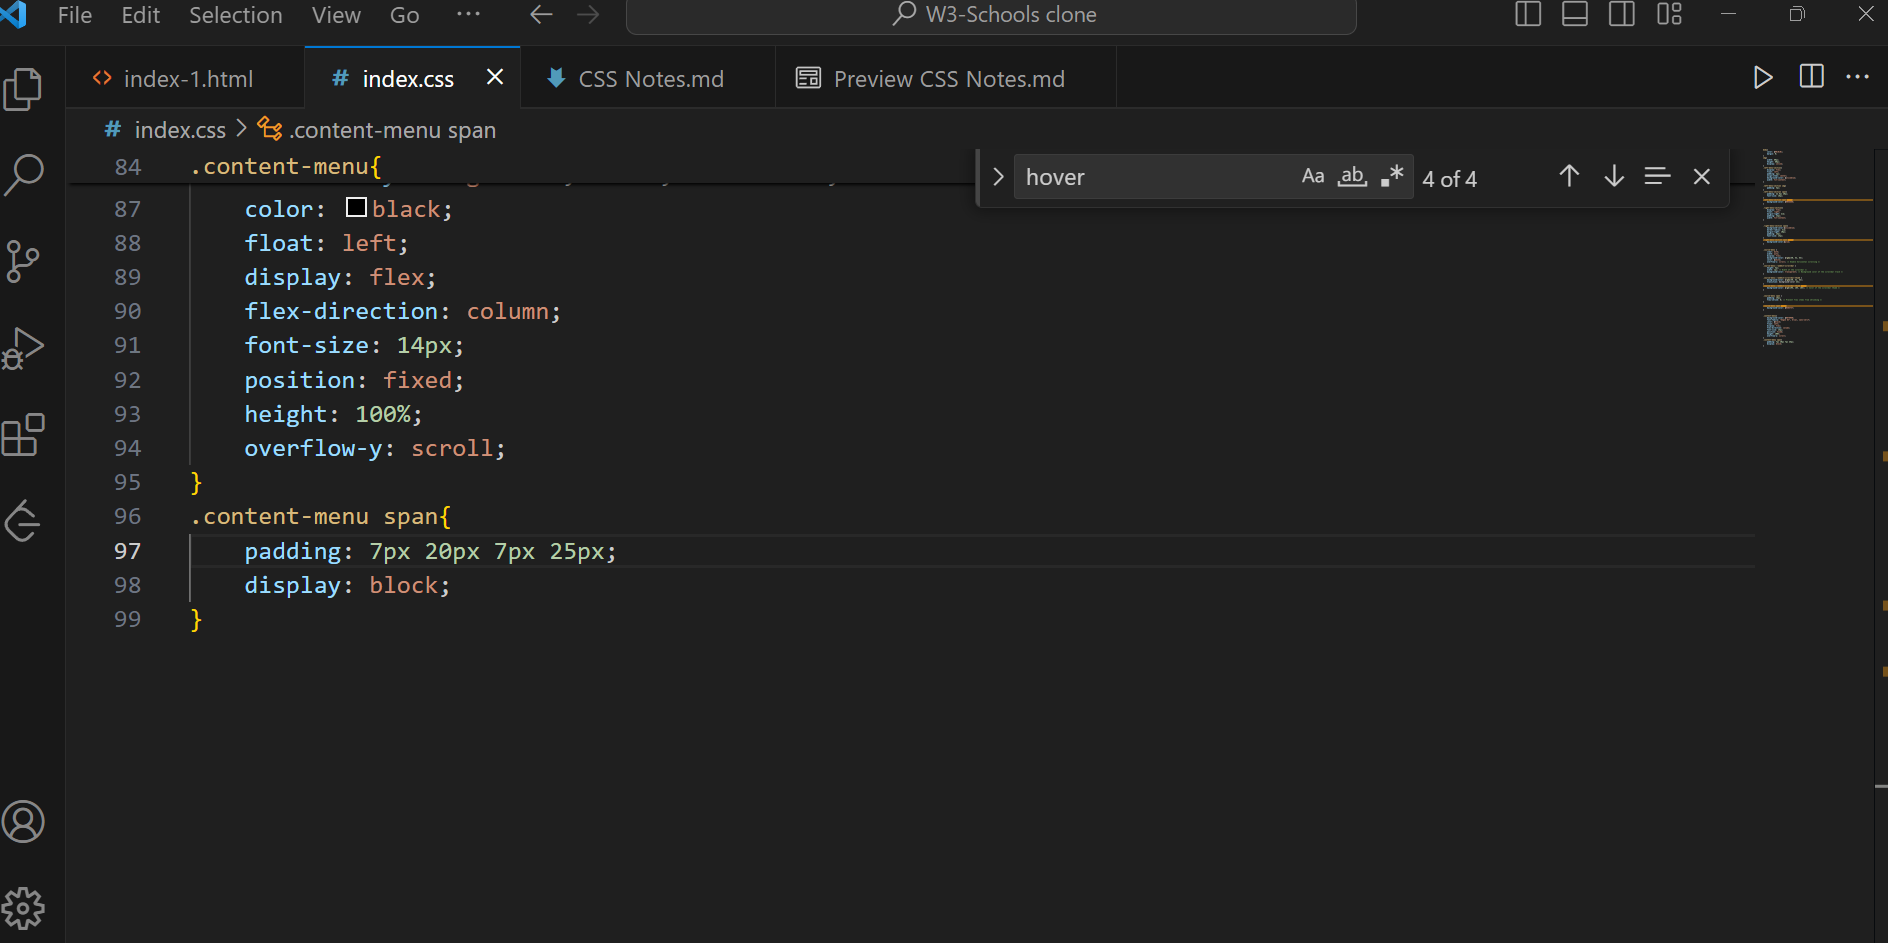 File Edit Selection View Go ··· W3-Schools clone
index-1.html # index.css CSS Notes.md Preview CSS Notes.md
# index.css > .content-menu span
84 .content-menu{
hover Aa ab .* 4 of 4
87 color: black;
88 float: left;
89 display: flex;
90 flex-direction: column;
91 font-size: 14px;
92 position: fixed;
93 height: 100%;
94 overflow-y: scroll;
95 }
96 .content-menu span{
97 padding: 7px 20px 7px 25px;
98 display: block;
99 }